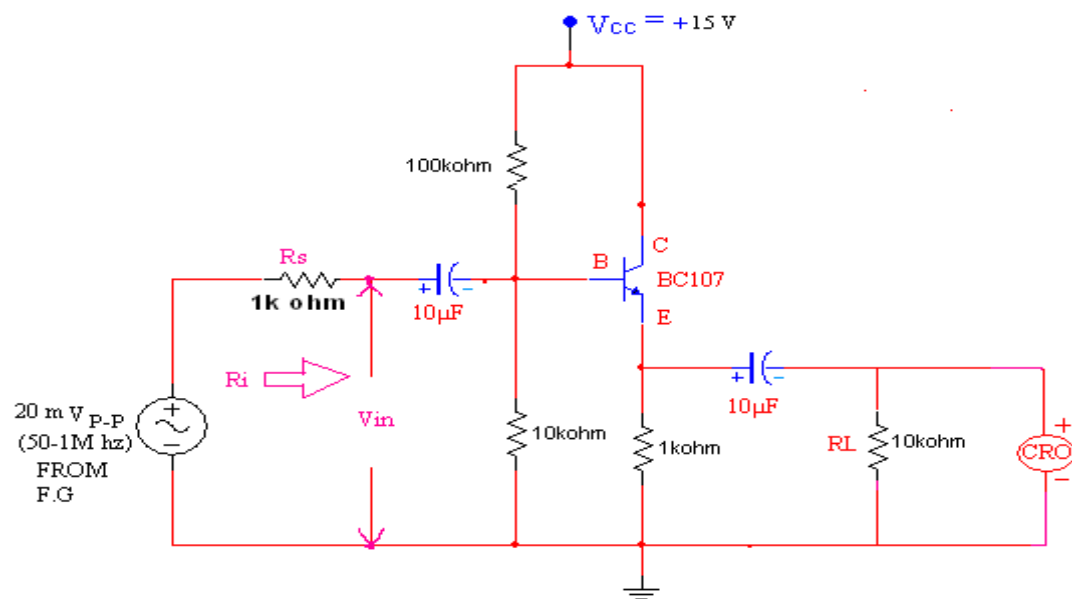 Vcc = +15 V
100kohm
Rs
1k ohm
B
C
BC107
E
+ -
10μF
Ri
Vin
20 m V P-P
(50-1M hz)
FROM
F.G
+
-
10kohm
1kohm
+ -
10μF
RL
10kohm
+
CRO
-